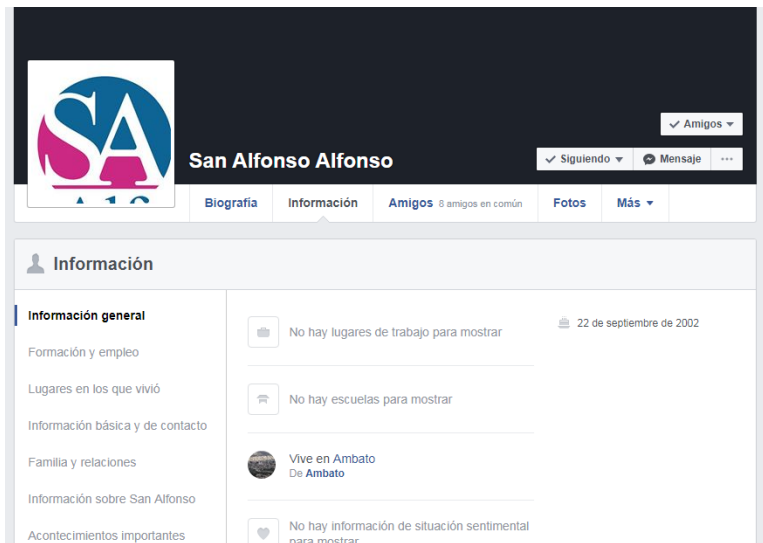 SA
✓ Amigos
San Alfonso Alfonso
✓ Siguiendo
Mensaje
...
Biografía
Información
Amigos 8 amigos en común
Fotos
Más
Información
Información general
Formación y empleo
Lugares en los que vivió
Información básica y de contacto
Familia y relaciones
Información sobre San Alfonso
Acontecimientos importantes
No hay lugares de trabajo para mostrar
No hay escuelas para mostrar
Vive en Ambato
De Ambato
No hay información de situación sentimental
para mostrar
22 de septiembre de 2002